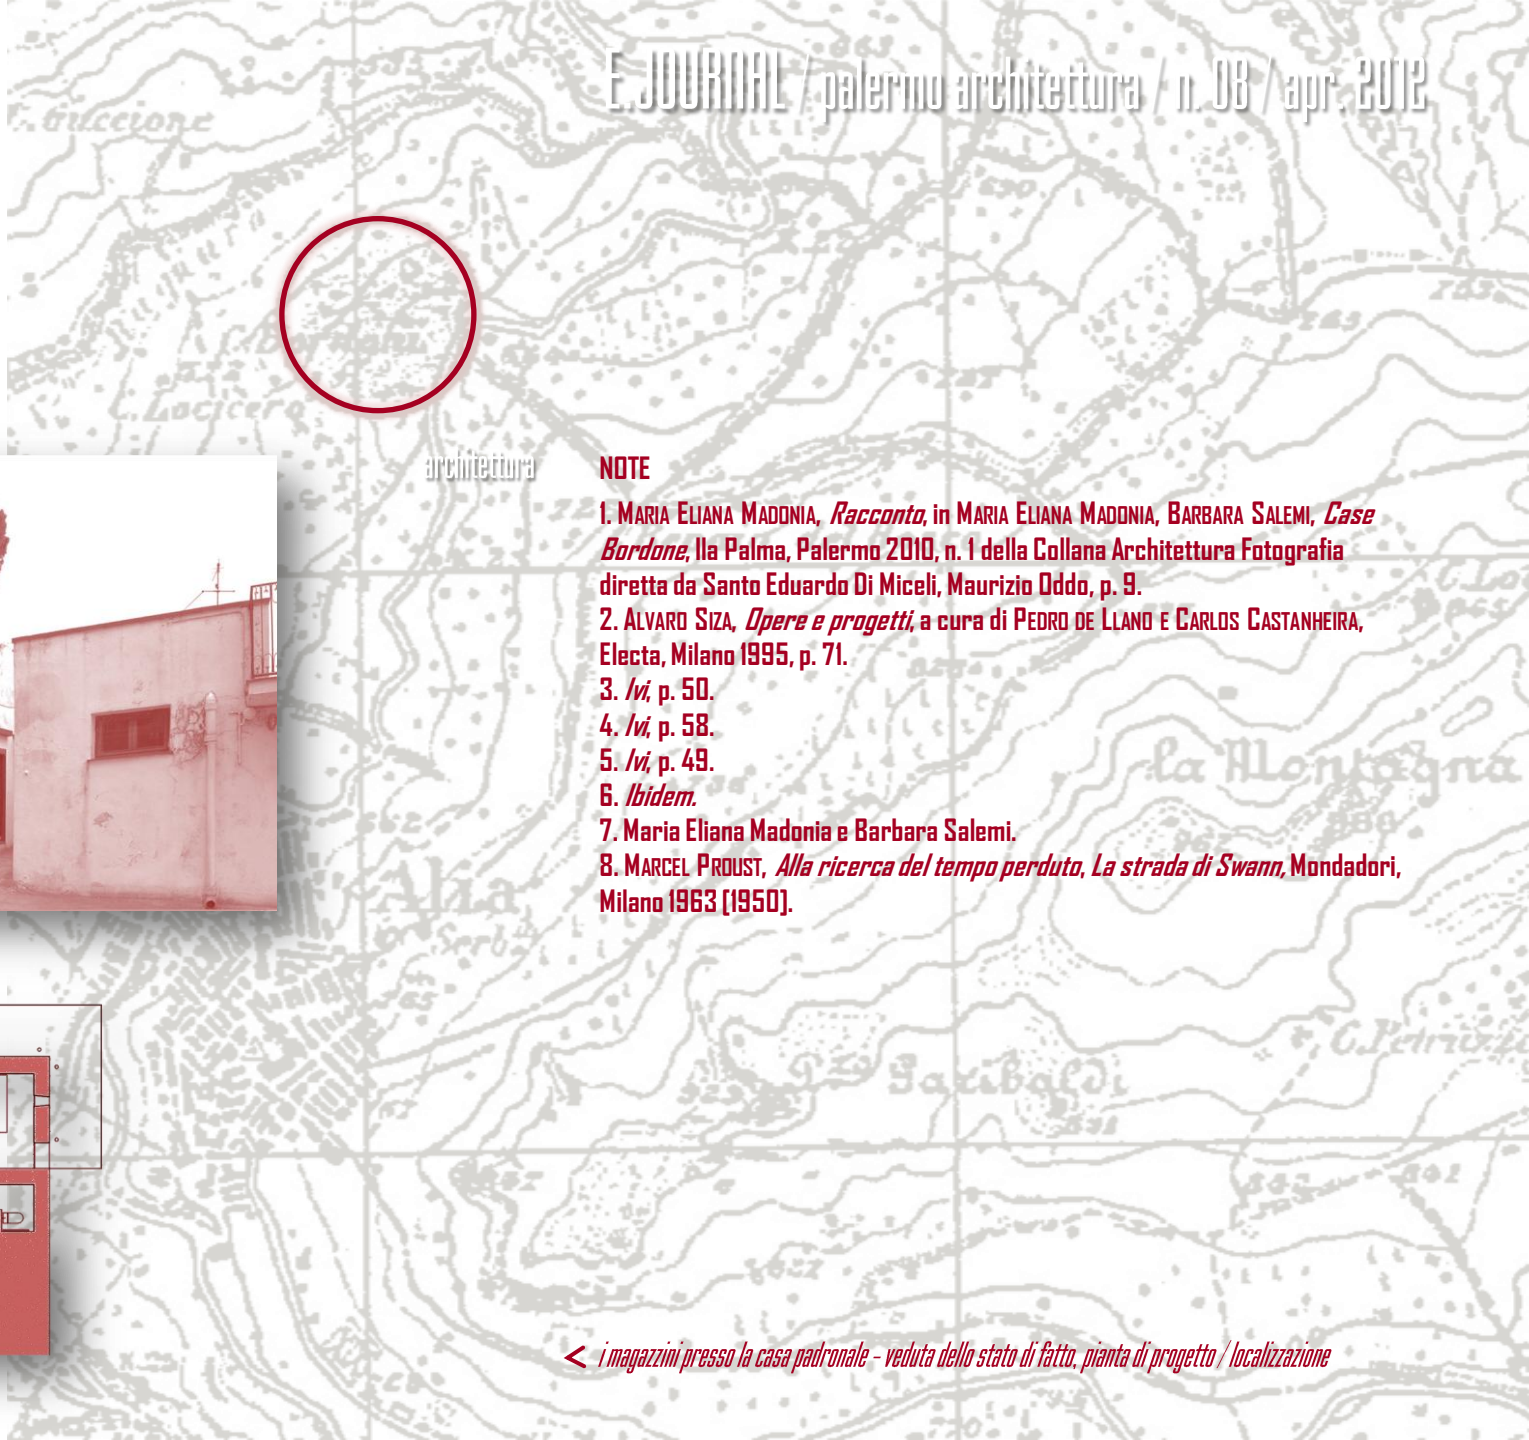 E.JOURNAL / palermo architettura / n. 08 / apr. 2012
C. Guccione
C. Locicero
architettura
NOTE
1. MARIA ELIANA MADONIA, Racconto, in MARIA ELIANA MADONIA, BARBARA SALEMI, Case
Bordone, Ila Palma, Palermo 2010, n. 1 della Collana Architettura Fotografia
diretta da Santo Eduardo Di Miceli, Maurizio Oddo, p. 9.
2. ALVARO SIZA, Opere e progetti, a cura di PEDRO DE LLANO E CARLOS CASTANHEIRA,
Electa, Milano 1995, p. 71.
3. Ivi, p. 50.
4. Ivi, p. 58.
5. Ivi, p. 49.
6. Ibidem.
7. Maria Eliana Madonia e Barbara Salemi.
8. MARCEL PROUST, Alla ricerca del tempo perduto, La strada di Swann, Mondadori,
Milano 1963 [1950].
la Montagna
Garibaldi
< i magazzini presso la casa padronale - veduta dello stato di fatto, pianta di progetto / localizzazione